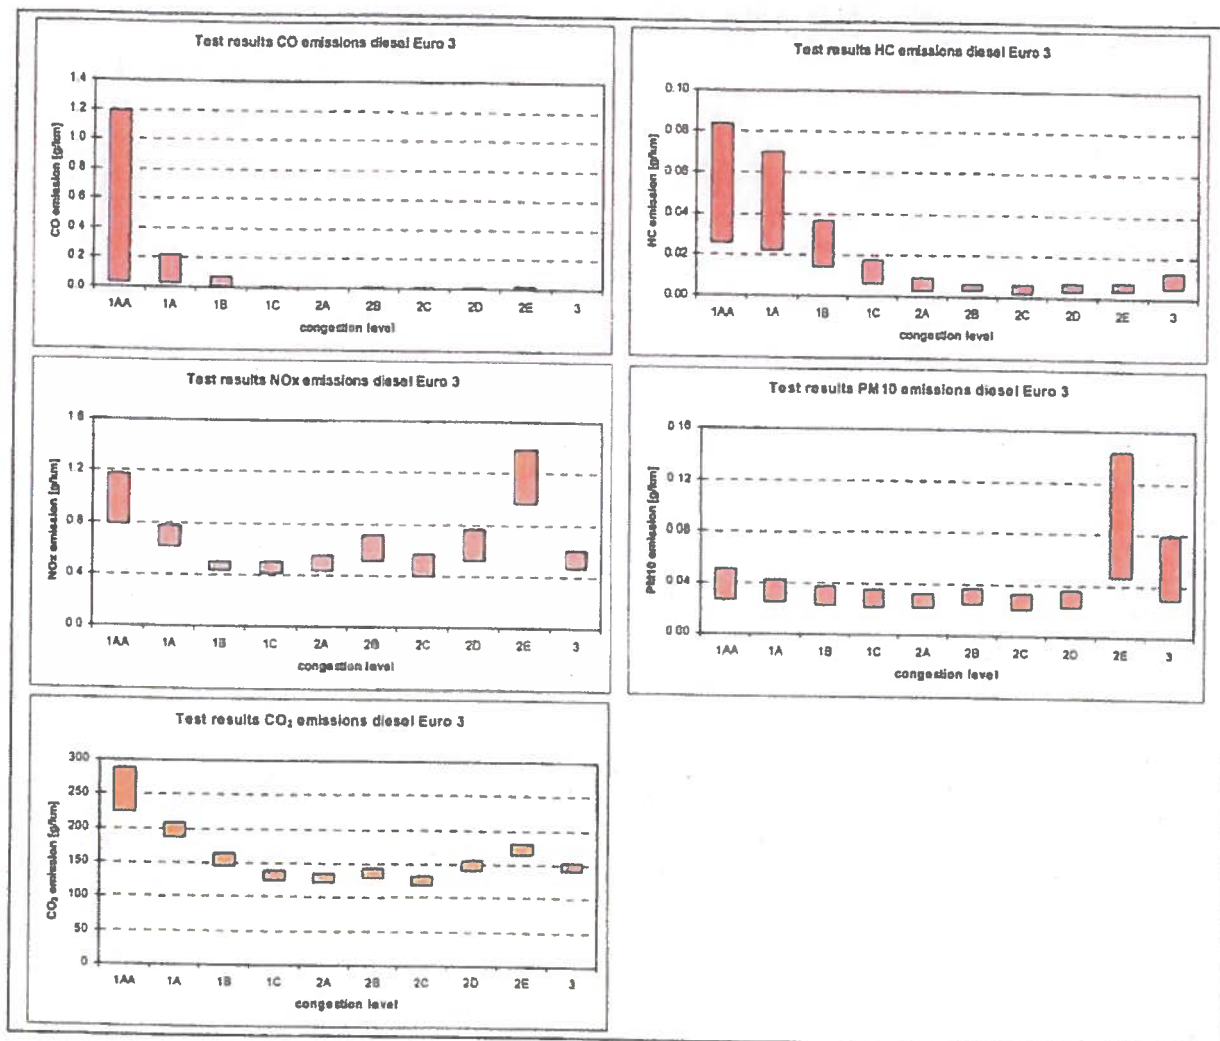 Test results CO emissions diesel Euro 3
CO emission [g/km]
1.4
1.2
1.0
0.8
0.6
0.4
0.2
0.0
1AA 1A 1B 1C 2A 2B 2C 2D 2E 3
congestion level
Test results HC emissions diesel Euro 3
HC emission [g/km]
0.10
0.08
0.06
0.04
0.02
0.00
1AA 1A 1B 1C 2A 2B 2C 2D 2E 3
congestion level
Test results NOx emissions diesel Euro 3
NOx emission [g/km]
1.6
1.2
0.8
0.4
0.0
1AA 1A 1B 1C 2A 2B 2C 2D 2E 3
congestion level
Test results PM10 emissions diesel Euro 3
PM10 emission [g/km]
0.16
0.12
0.08
0.04
0.00
1AA 1A 1B 1C 2A 2B 2C 2D 2E 3
congestion level
Test results CO₂ emissions diesel Euro 3
CO₂ emission [g/km]
300
250
200
150
100
50
0
1AA 1A 1B 1C 2A 2B 2C 2D 2E 3
congestion level